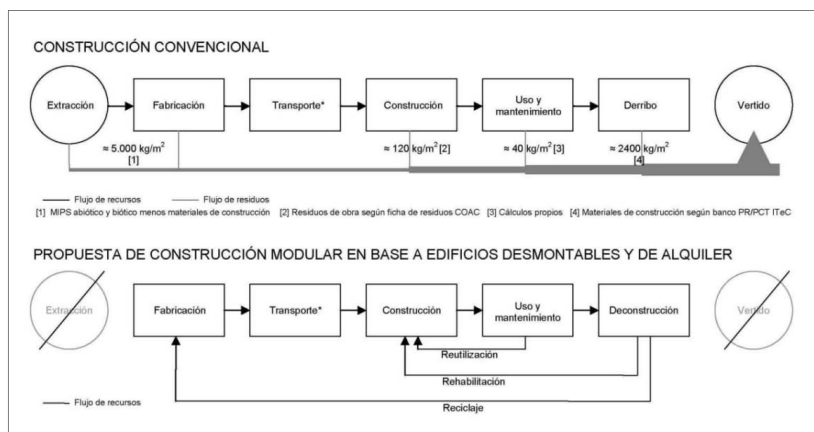 CONSTRUCCIÓN CONVENCIONAL
Extracción
Fabricación
Transporte*
Construcción
Uso y
mantenimiento
Derribo
Vertido
≈ 5.000 kg/m²
[1]
≈ 120 kg/m² [2]
≈ 40 kg/m² [3]
≈ 2400 kg/m²
[4]
Flujo de recursos
Flujo de residuos
[1] MIPS abiótico y biótico menos materiales de construcción [2] Residuos de obra según ficha de residuos COAC [3] Cálculos propios [4] Materiales de construcción según banco PR/PCT ITeC
PROPUESTA DE CONSTRUCCIÓN MODULAR EN BASE A EDIFICIOS DESMONTABLES Y DE ALQUILER
Extracción
Fabricación
Transporte*
Construcción
Uso y
mantenimiento
Deconstrucción
Vertido
Reutilización
Rehabilitación
Flujo de recursos
Reciclaje